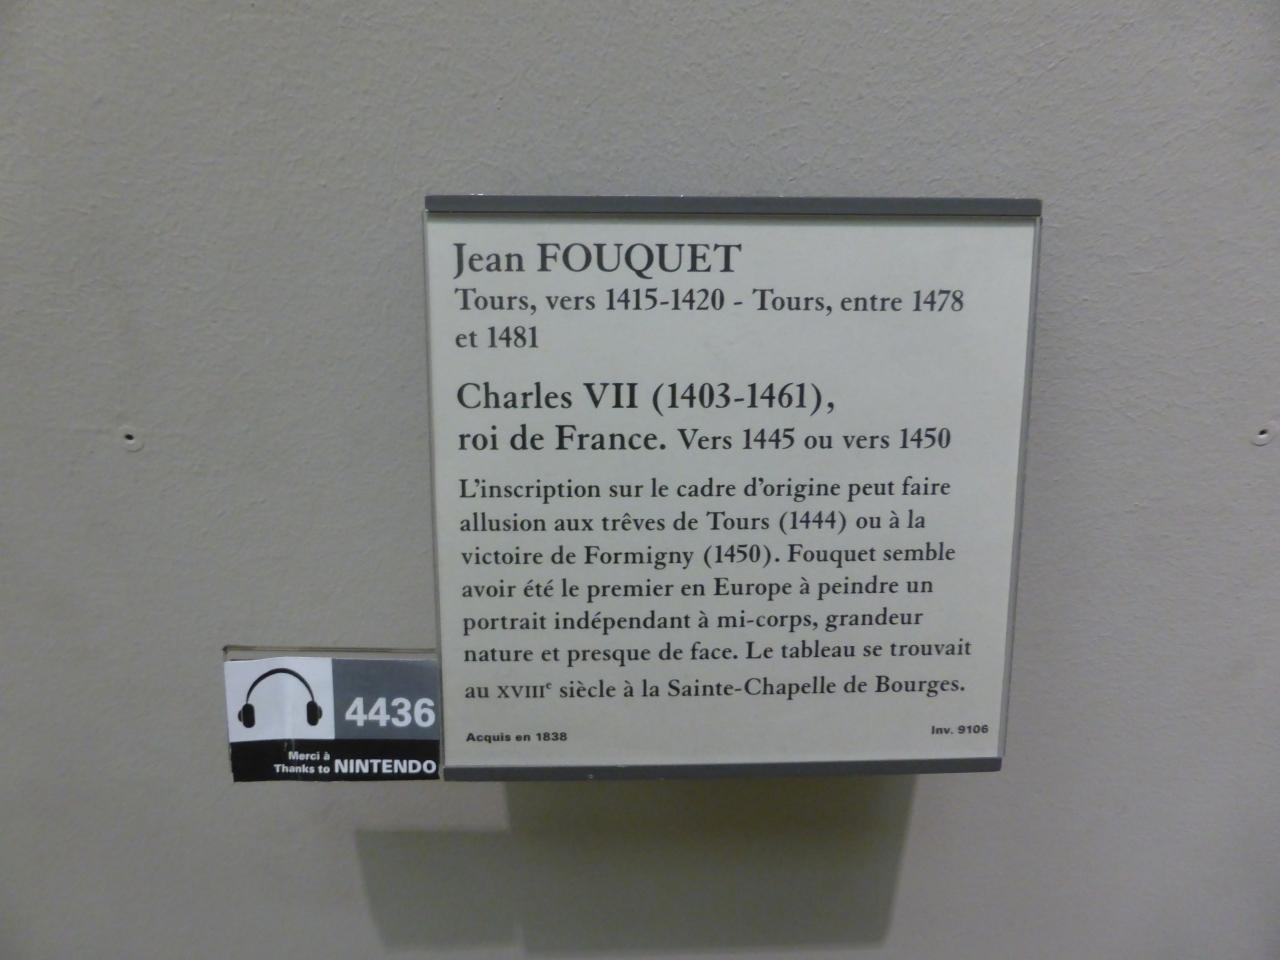 Jean FOUQUET
Tours, vers 1415-1420 - Tours, entre 1478
et 1481
Charles VII (1403-1461),
roi de France. Vers 1445 ou vers 1450
L'inscription sur le cadre d'origine peut faire
allusion aux trêves de Tours (1444) ou à la
victoire de Formigny (1450). Fouquet semble
avoir été le premier en Europe à peindre un
portrait indépendant à mi-corps, grandeur
nature et presque de face. Le tableau se trouvait
au XVIIIe siècle à la Sainte-Chapelle de Bourges.
Acquis en 1838
Inv. 9106
4436
Merci à
Thanks to NINTENDO